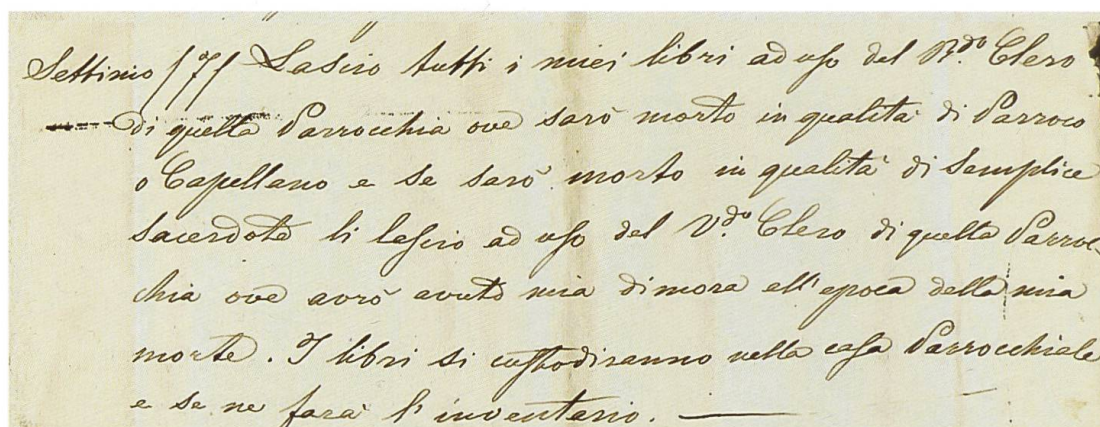 Settimo /7/ Lascio tutti i miei libri ad uso del R.do Clero
di quella Parrocchia ove sarò morto in qualità di Parroco
o Capellano e se sarò morto in qualità di semplice
sacerdote li lascio ad uso del V.do Clero di quella Parroc-
chia ove avrò avuto mia dimora all'epoca della mia
morte. I libri si custodiranno nella casa Parrocchiale
e se ne farà l'inventario.